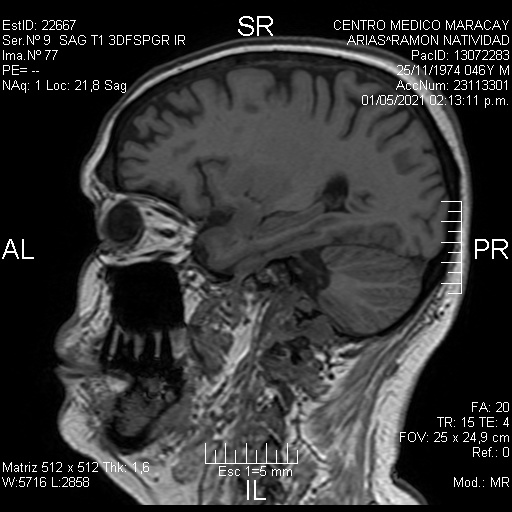 EstID: 22667
Ser.Nº 9 SAG T1 3DFSPGR IR
Ima.Nº 77
PE= --
NAq: 1 Loc: 21,8 Sag
SR
CENTRO MEDICO MARACAY
ARIAS^RAMON NATIVIDAD
PacID: 13072283
25/11/1974 046Y M
AccNum: 23113301
01/05/2021 02:13:11 p.m.
AL
PR
Matriz 512 x 512 Thk: 1,6
W:5716 L:2858
Esc 1=5 mm
IL
FA: 20
TR: 15 TE: 4
FOV: 25 x 24,9 cm
Ref.: 0
Mod.: MR